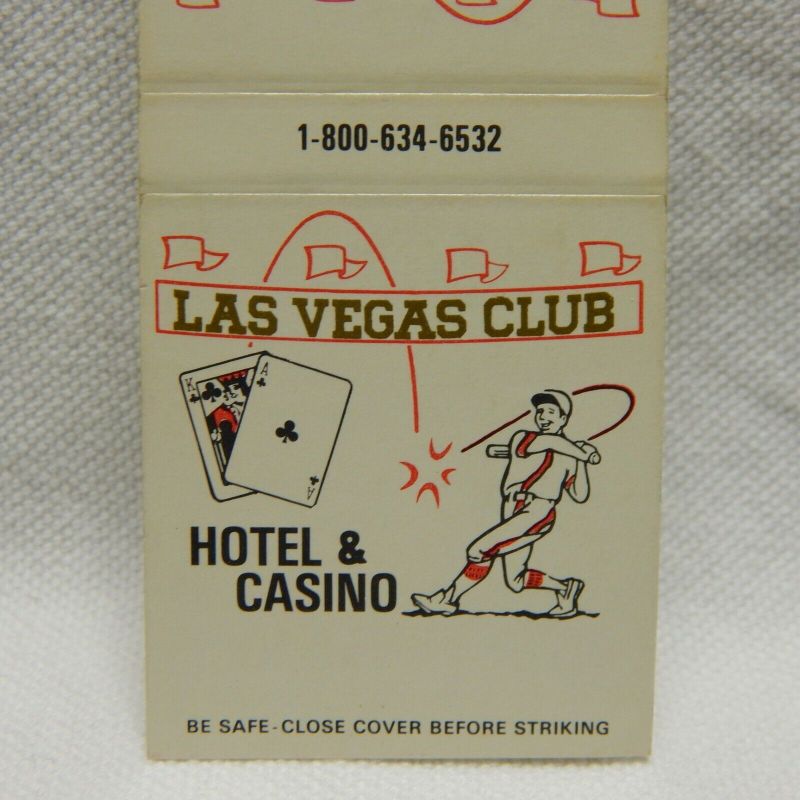 1-800-634-6532
LAS VEGAS CLUB
K
A
A
HOTEL &
CASINO
BE SAFE-CLOSE COVER BEFORE STRIKING